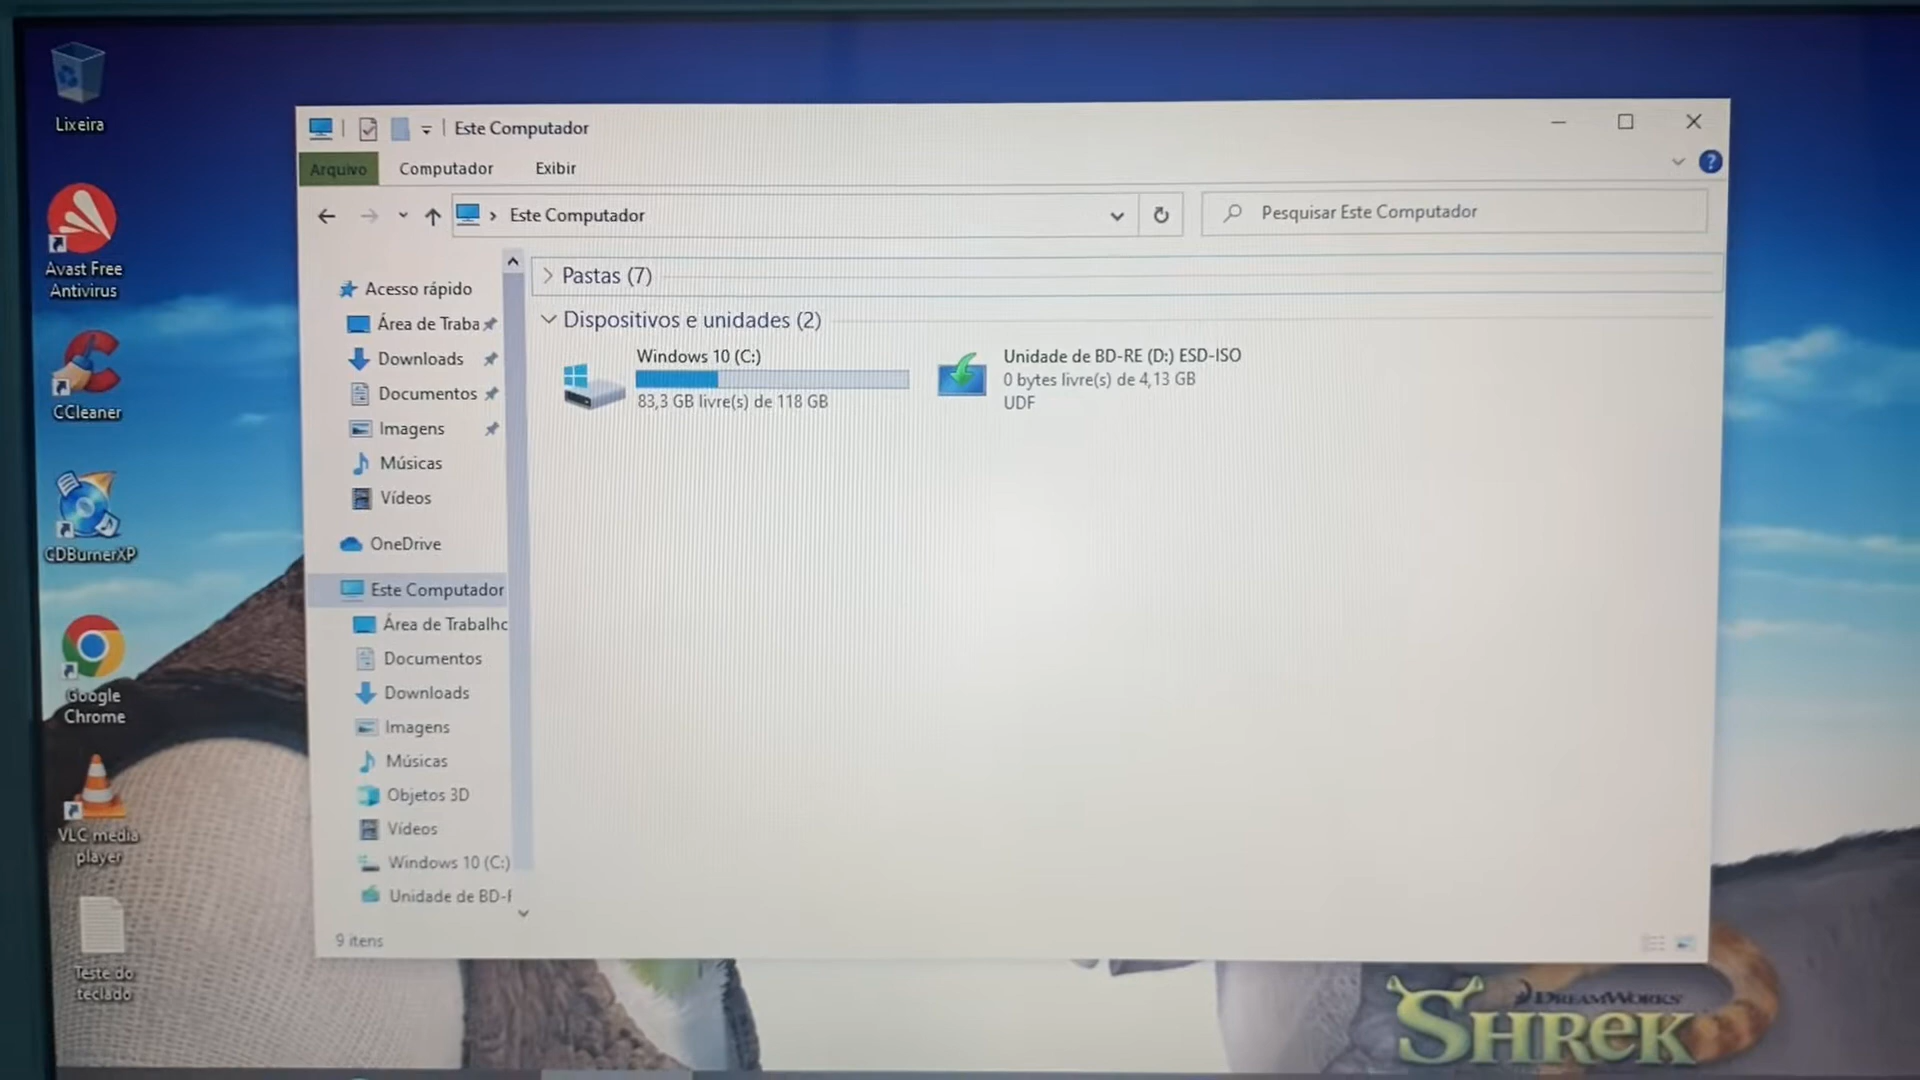 Lixeira
Avast Free
Antivirus
CCleaner
CDBurnerXP
Google
Chrome
VLC media
player
Teste do
teclado
Este Computador
Arquivo
Computador
Exibir
?
Este Computador
Pesquisar Este Computador
Acesso rápido
Área de Traba
Downloads
Documentos
Imagens
Músicas
Vídeos
OneDrive
Este Computador
Área de Trabalho
Documentos
Downloads
Imagens
Músicas
Objetos 3D
Vídeos
Windows 10 (C:)
Unidade de BD-R
9 itens
Pastas (7)
Dispositivos e unidades (2)
Windows 10 (C:)
83,3 GB livre(s) de 118 GB
Unidade de BD-RE (D:) ESD-ISO
0 bytes livre(s) de 4,13 GB
UDF
DREAMWORKS
SHREK